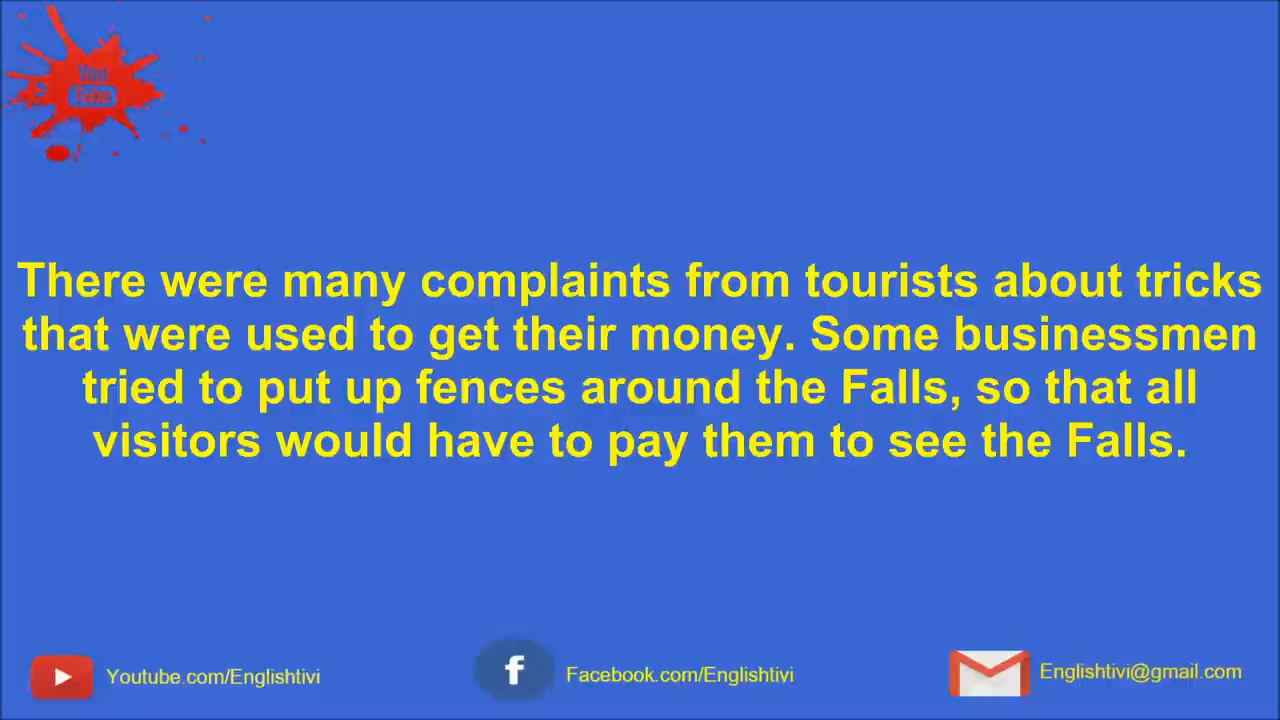 You
Tube
There were many complaints from tourists about tricks
that were used to get their money. Some businessmen
tried to put up fences around the Falls, so that all
visitors would have to pay them to see the Falls.
Youtube.com/Englishtivi
f
Facebook.com/Englishtivi
Englishtivi@gmail.com